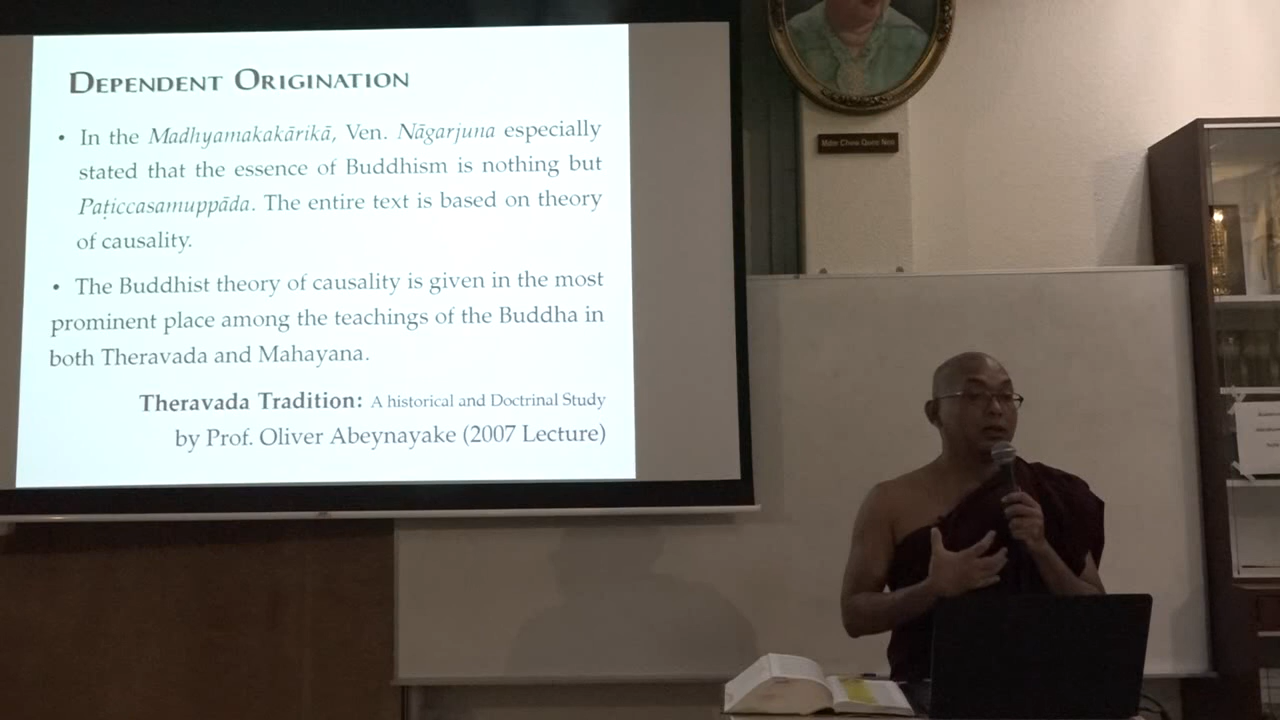 DEPENDENT ORIGINATION
• In the Madhyamakakārikā, Ven. Nāgarjuna especially
stated that the essence of Buddhism is nothing but
Paṭiccasamuppāda. The entire text is based on theory
of causality.
• The Buddhist theory of causality is given in the most
prominent place among the teachings of the Buddha in
both Theravada and Mahayana.
Theravada Tradition: A historical and Doctrinal Study
by Prof. Oliver Abeynayake (2007 Lecture)